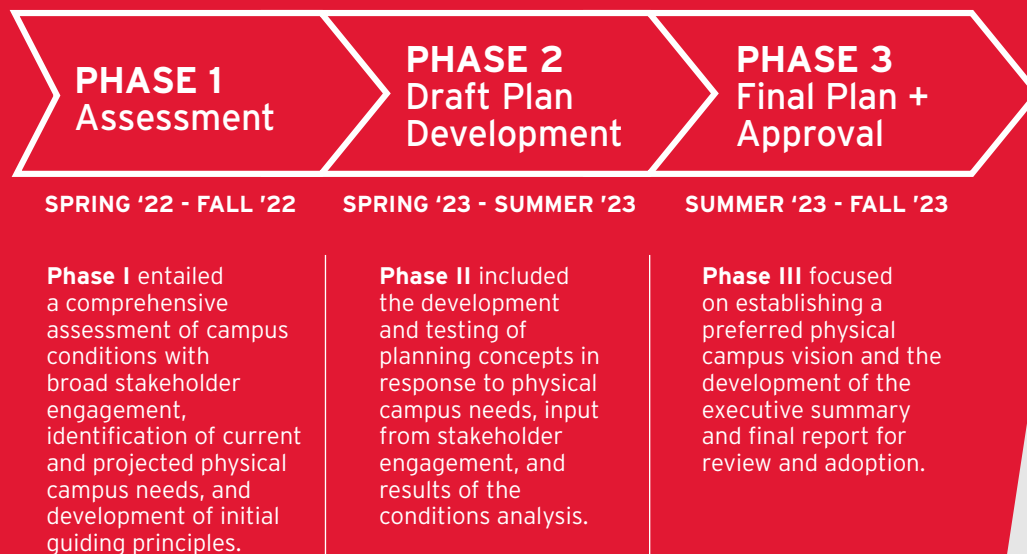 PHASE 1
Assessment
PHASE 2
Draft Plan
Development
PHASE 3
Final Plan +
Approval
SPRING ‘22 - FALL ’22
SPRING ‘23 - SUMMER ’23
SUMMER ‘23 - FALL ’23
Phase I entailed
a comprehensive
assessment of campus
conditions with
broad stakeholder
engagement,
identification of current
and projected physical
campus needs, and
development of initial
guiding principles.
Phase II included
the development
and testing of
planning concepts in
response to physical
campus needs, input
from stakeholder
engagement, and
results of the
conditions analysis.
Phase III focused
on establishing a
preferred physical
campus vision and the
development of the
executive summary
and final report for
review and adoption.